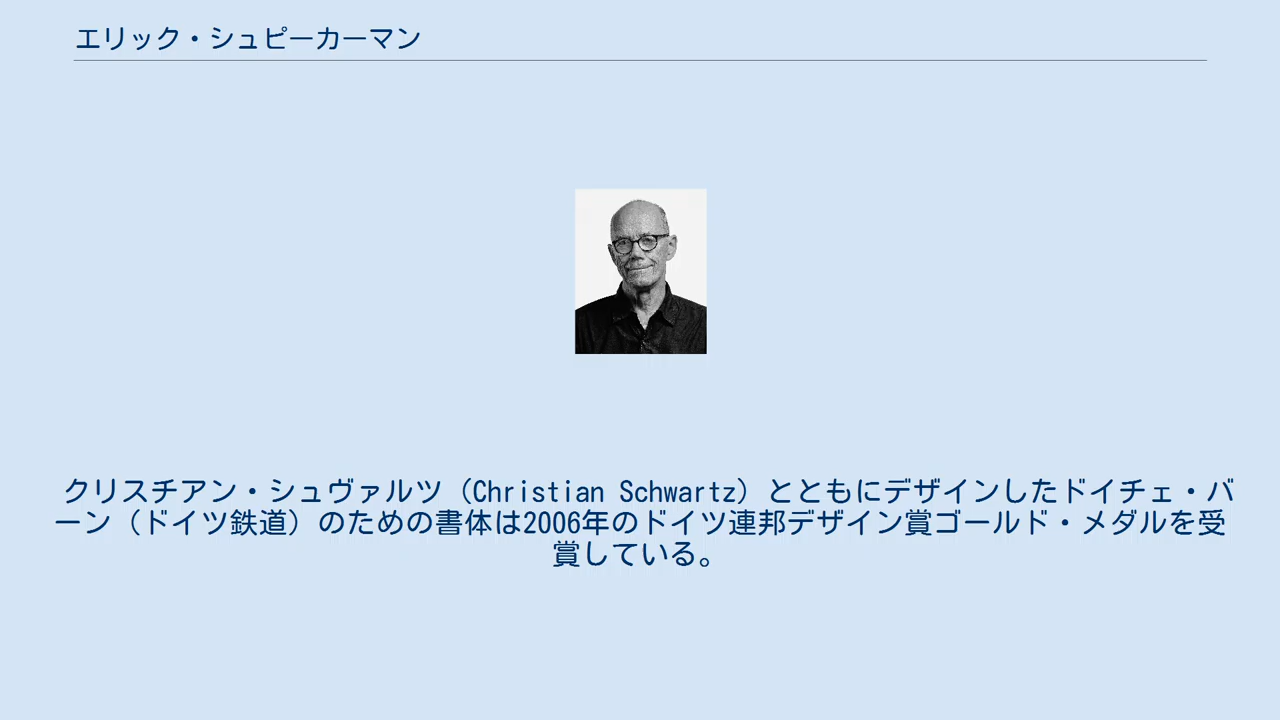 エリック・シュピーカーマン
クリスチアン・シュヴァルツ（Christian Schwartz）とともにデザインしたドイチェ・バ
ーン（ドイツ鉄道）のための書体は2006年のドイツ連邦デザイン賞ゴールド・メダルを受
賞している。